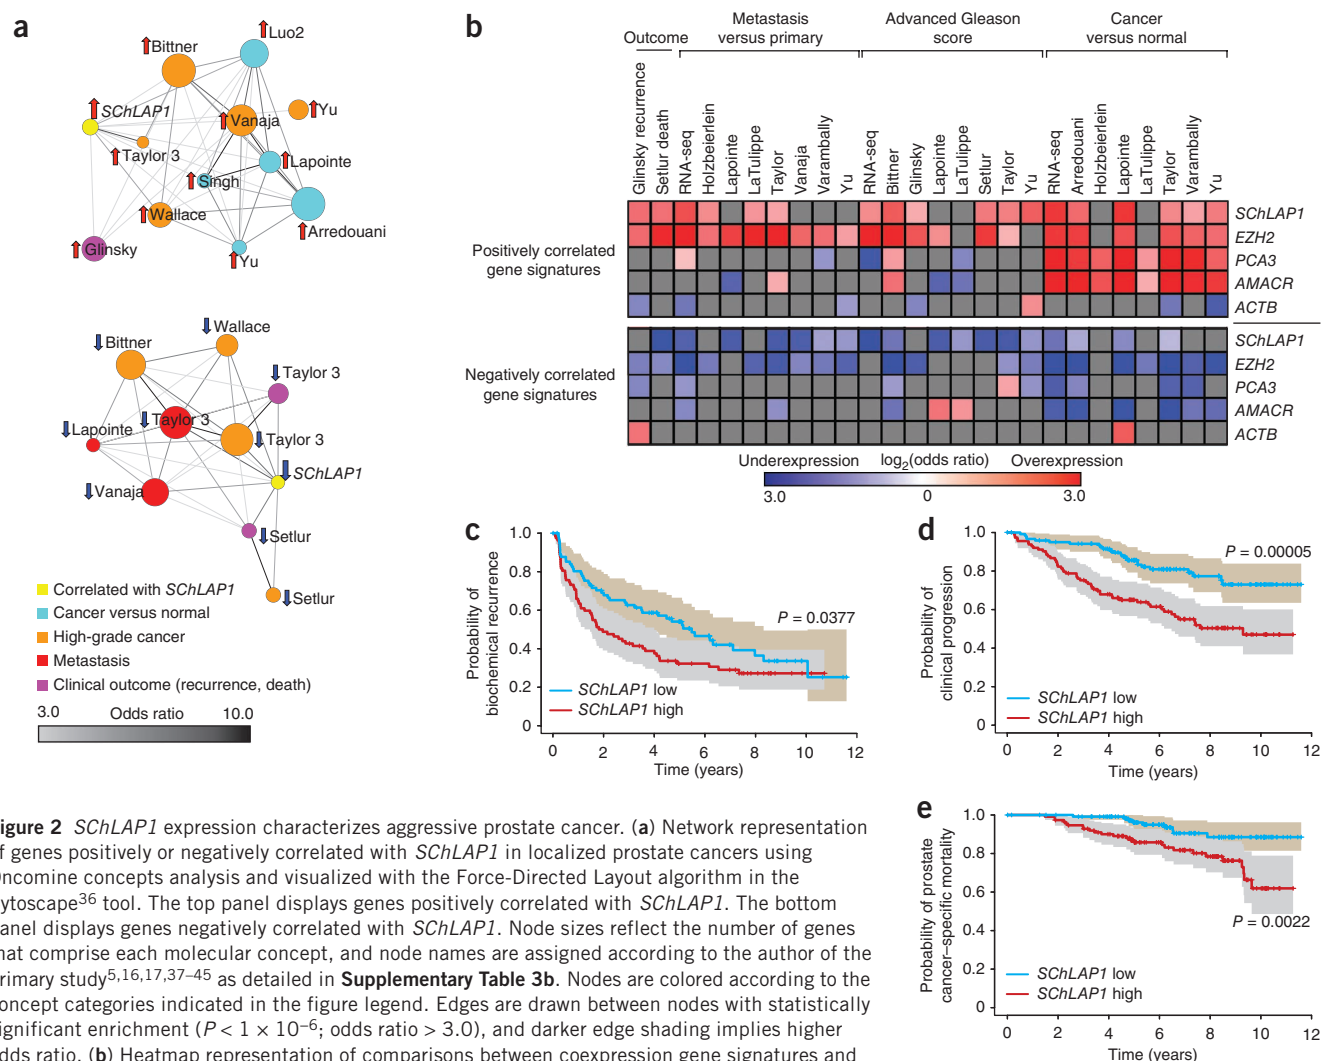 a
Luo2
Bittner
SChLAP1
Yu
Vanaja
Taylor 3
Lapointe
Singh
Wallace
Arredouani
Glinsky
Yu
Wallace
Bittner
Taylor 3
Taylor 3
Lapointe
Taylor 3
SChLAP1
Vanaja
Setlur
Setlur
Correlated with SChLAP1
Cancer versus normal
High-grade cancer
Metastasis
Clinical outcome (recurrence, death)
3.0 Odds ratio 10.0
b
Outcome
Metastasis
versus primary
Advanced Gleason
score
Cancer
versus normal
Glinsky recurrence
Setlur death
RNA-seq
Holzbeierlein
Lapointe
LaTulippe
Taylor
Vanaja
Varambally
Yu
RNA-seq
Bittner
Glinsky
Lapointe
LaTulippe
Setlur
Taylor
Yu
RNA-seq
Arredouani
Holzbeierlein
Lapointe
LaTulippe
Taylor
Varambally
Yu
Positively correlated
gene signatures
SChLAP1
EZH2
PCA3
AMACR
ACTB
Negatively correlated
gene signatures
SChLAP1
EZH2
PCA3
AMACR
ACTB
Underexpression log2(odds ratio) Overexpression
3.0 0 3.0
c
Probability of
biochemical recurrence
1.0
0.8
0.6
0.4
0.2
0
P = 0.0377
SChLAP1 low
SChLAP1 high
0 2 4 6 8 10 12
Time (years)
d
Probability of
clinical progression
1.0
0.8
0.6
0.4
0.2
0
P = 0.00005
SChLAP1 low
SChLAP1 high
0 2 4 6 8 10 12
Time (years)
e
Probability of prostate
cancer–specific mortality
1.0
0.8
0.6
0.4
0.2
0
P = 0.0022
SChLAP1 low
SChLAP1 high
0 2 4 6 8 10 12
Time (years)
igure 2 SChLAP1 expression characterizes aggressive prostate cancer. (a) Network representation
f genes positively or negatively correlated with SChLAP1 in localized prostate cancers using
ncomine concepts analysis and visualized with the Force-Directed Layout algorithm in the
ytoscape36 tool. The top panel displays genes positively correlated with SChLAP1. The bottom
anel displays genes negatively correlated with SChLAP1. Node sizes reflect the number of genes
hat comprise each molecular concept, and node names are assigned according to the author of the
rimary study5,16,17,37–45 as detailed in Supplementary Table 3b. Nodes are colored according to the
oncept categories indicated in the figure legend. Edges are drawn between nodes with statistically
ignificant enrichment (P < 1 × 10−6; odds ratio > 3.0), and darker edge shading implies higher
dds ratio. (b) Heatmap representation of comparisons between coexpression gene signatures and